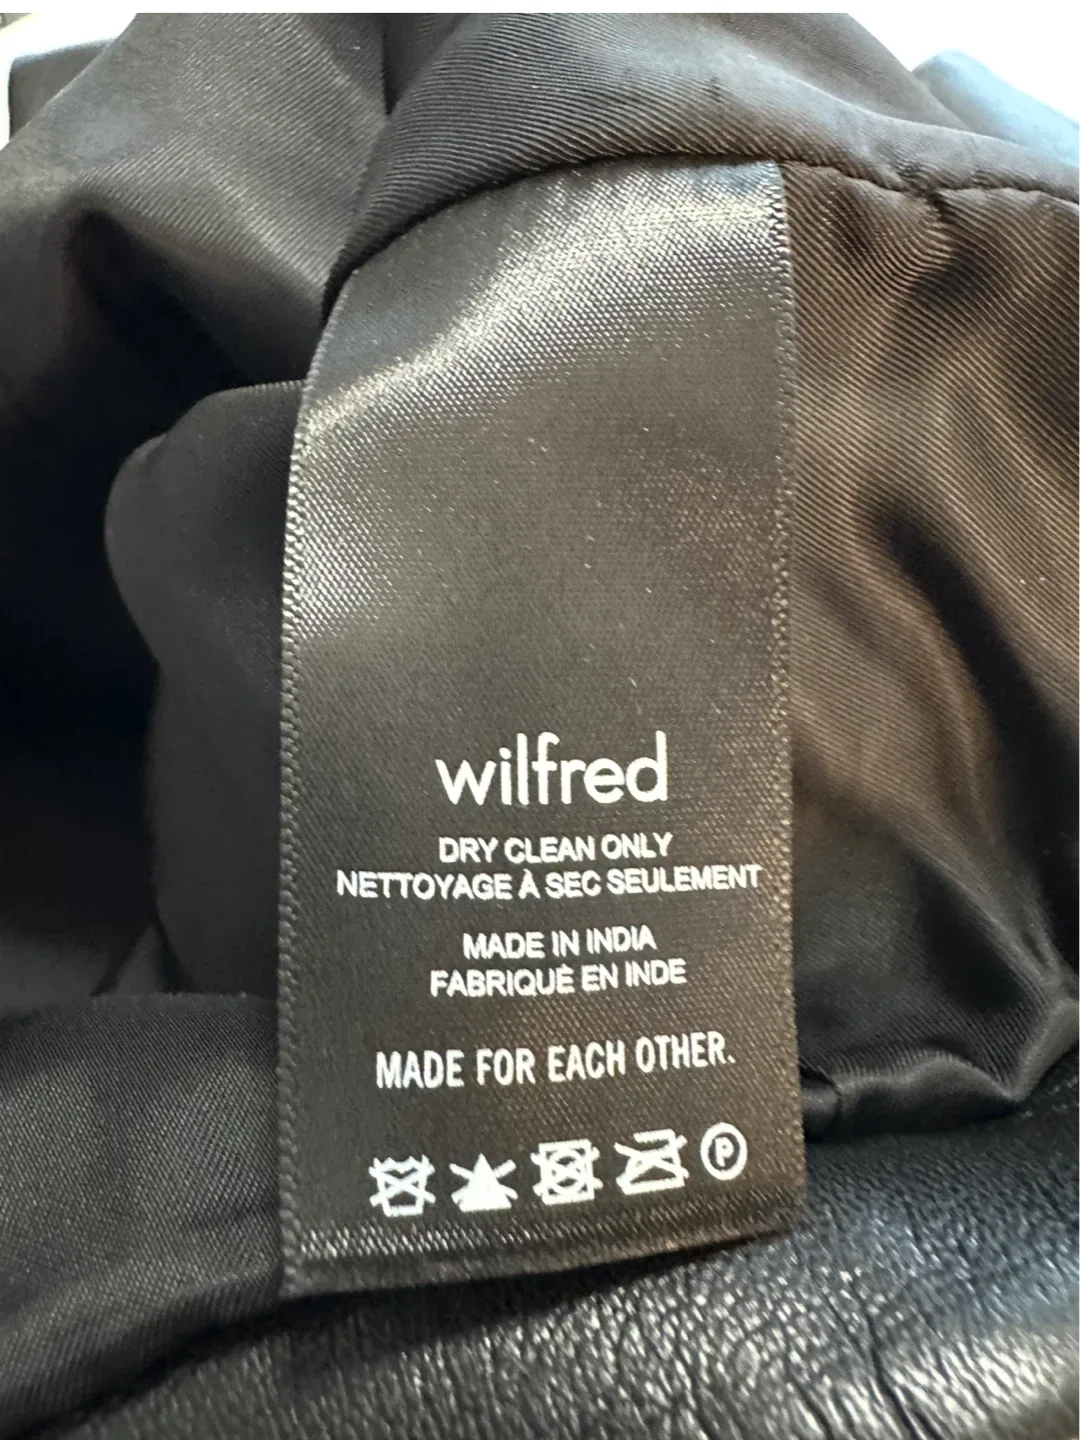 wilfred
DRY CLEAN ONLY
NETTOYAGE À SEC SEULEMENT
MADE IN INDIA
FABRIQUÉ EN INDE
MADE FOR EACH OTHER.
P